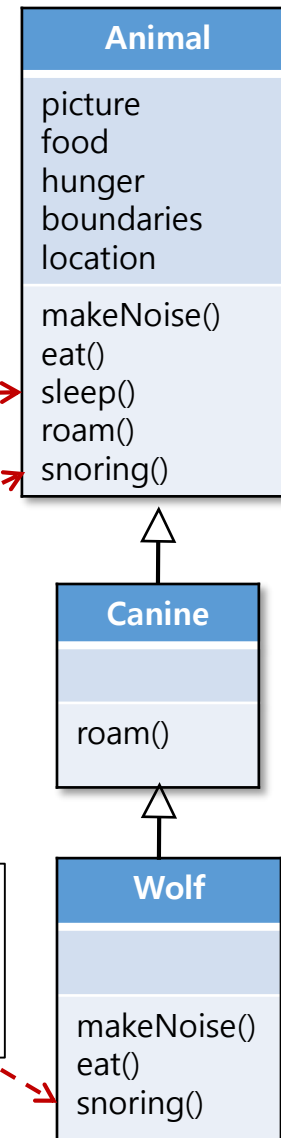 Animal
picture
food
hunger
boundaries
location
makeNoise()
eat()
sleep()
roam()
snoring()
Canine
roam()
Wolf
makeNoise()
eat()
snoring()